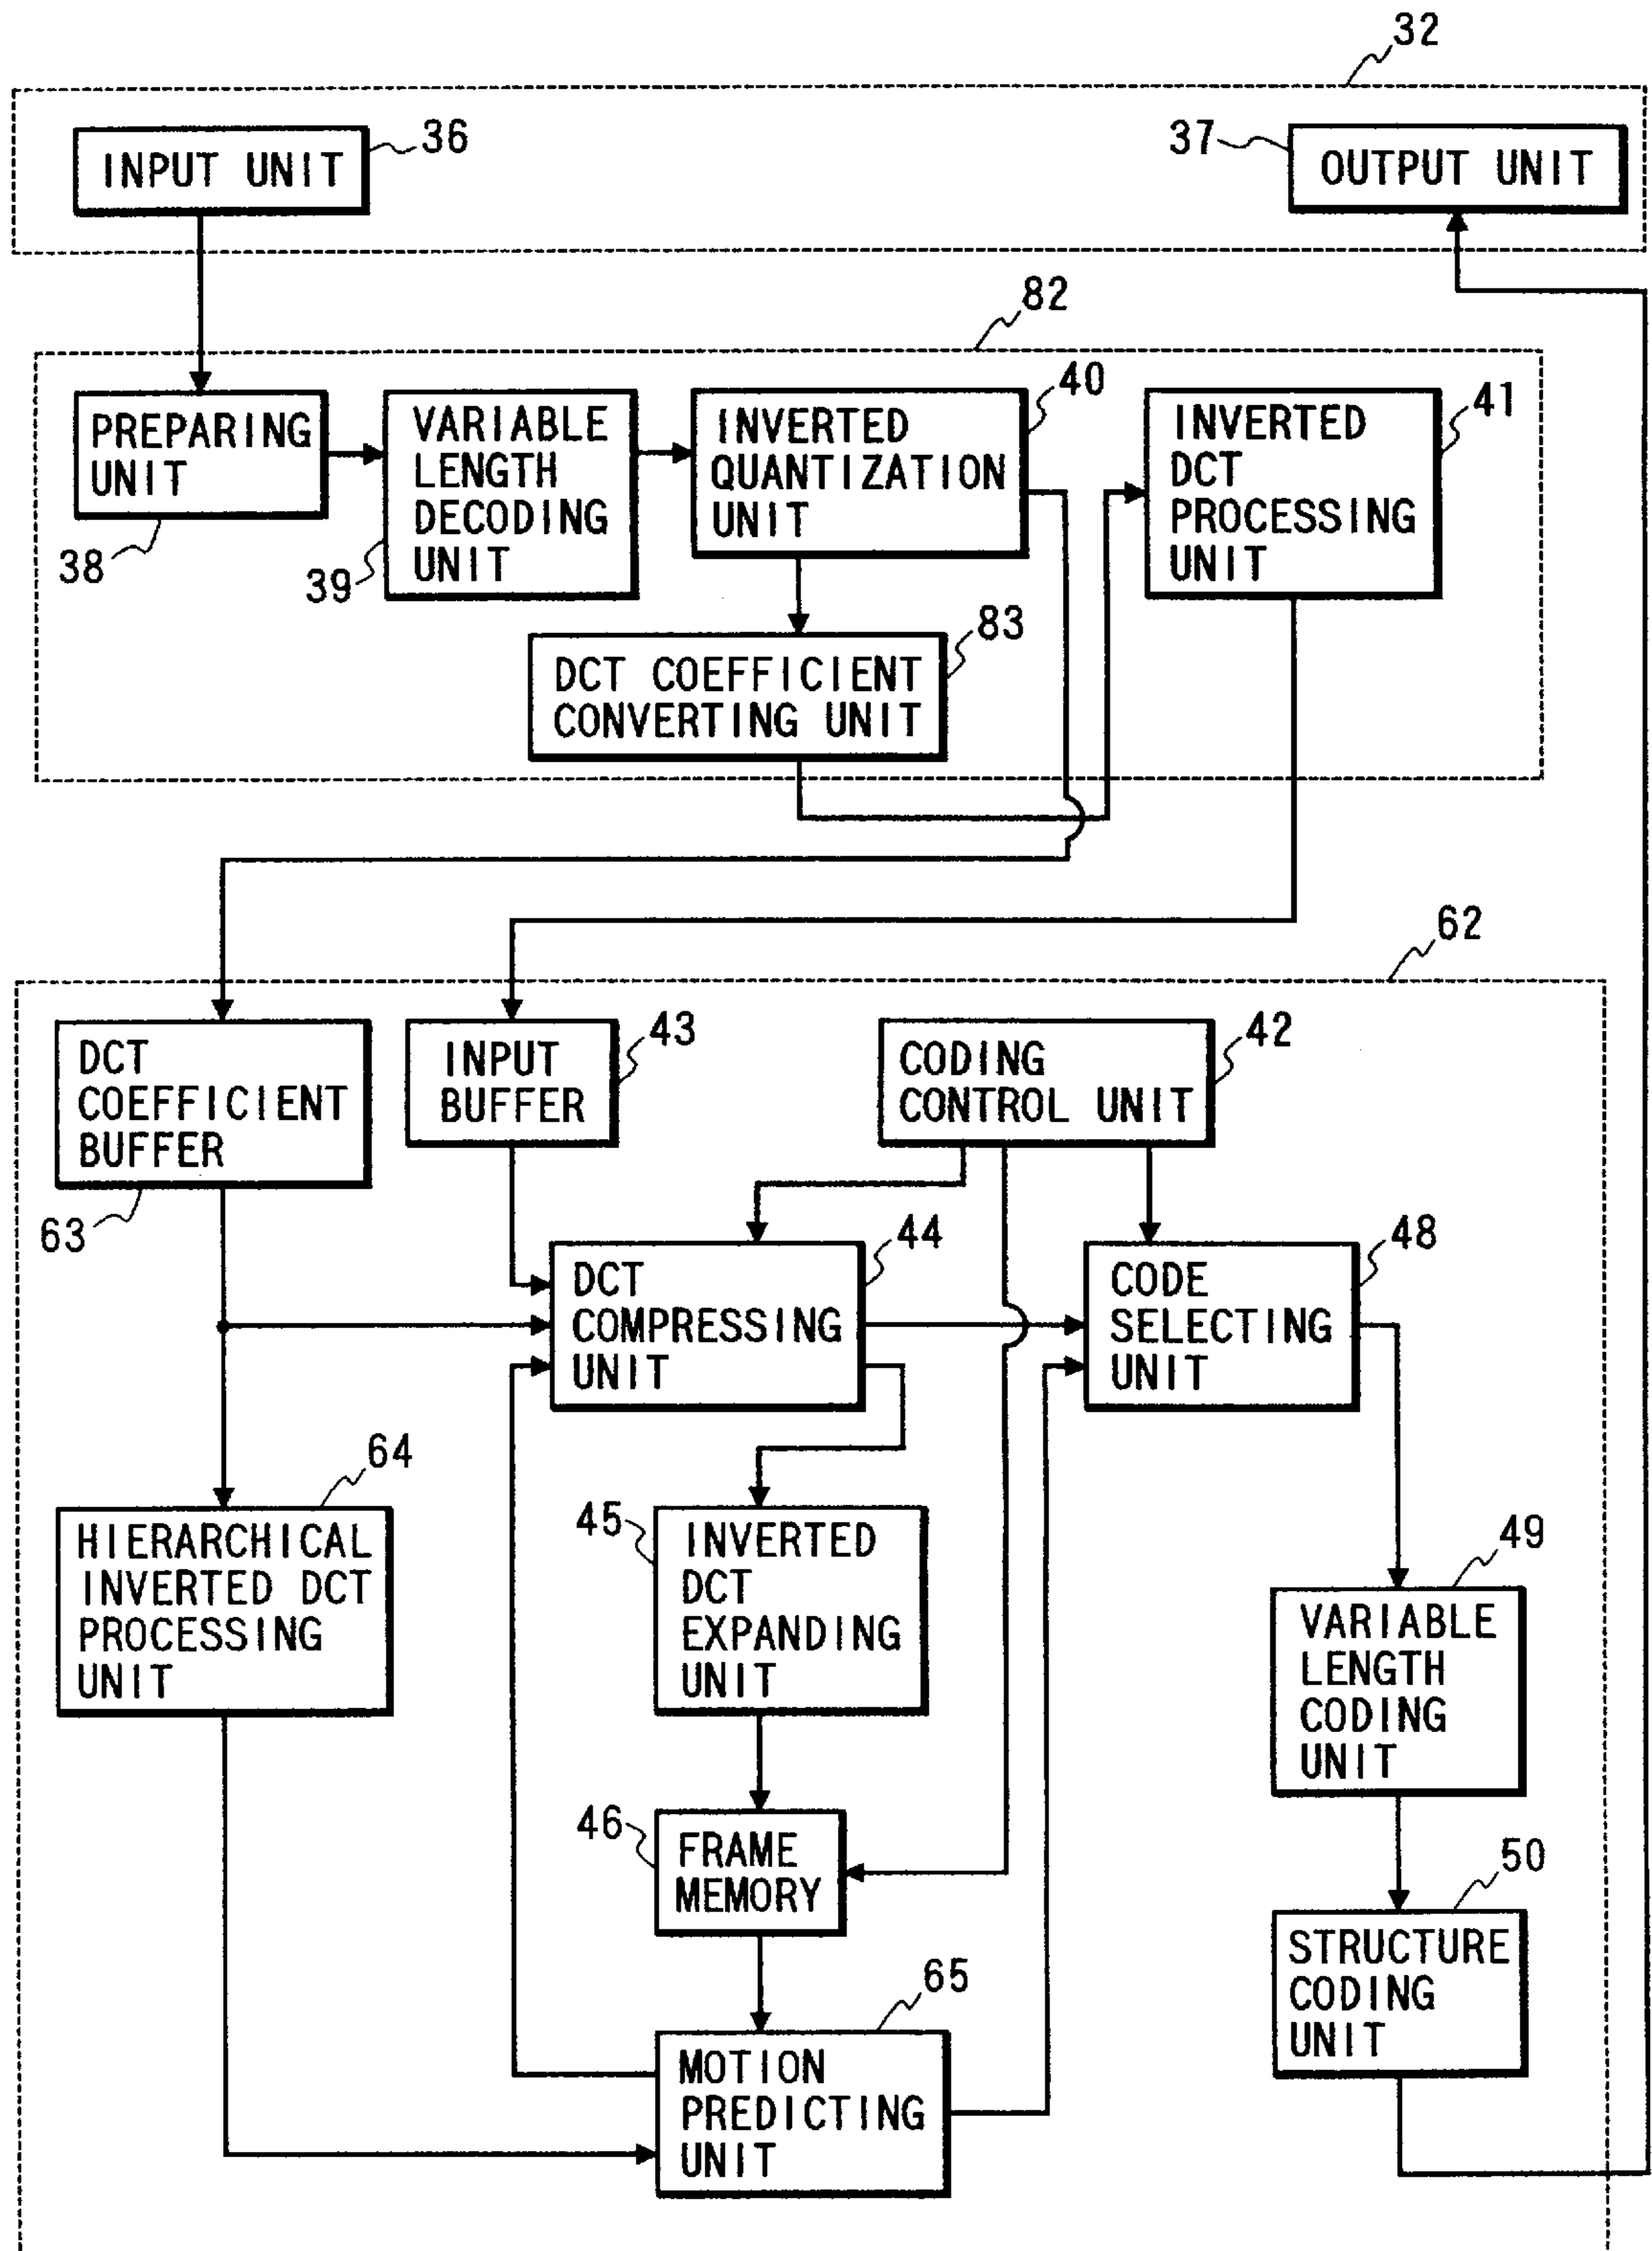 32
INPUT UNIT
36
37
OUTPUT UNIT
82
PREPARING
UNIT
38
VARIABLE
LENGTH
DECODING
UNIT
39
INVERTED
QUANTIZATION
UNIT
40
INVERTED
DCT
PROCESSING
UNIT
41
DCT COEFFICIENT
CONVERTING UNIT
83
62
DCT
COEFFICIENT
BUFFER
63
INPUT
BUFFER
43
CODING
CONTROL UNIT
42
DCT
COMPRESSING
UNIT
44
CODE
SELECTING
UNIT
48
HIERARCHICAL
INVERTED DCT
PROCESSING
UNIT
64
45
INVERTED
DCT
EXPANDING
UNIT
49
VARIABLE
LENGTH
CODING
UNIT
46
FRAME
MEMORY
50
STRUCTURE
CODING
UNIT
65
MOTION
PREDICTING
UNIT